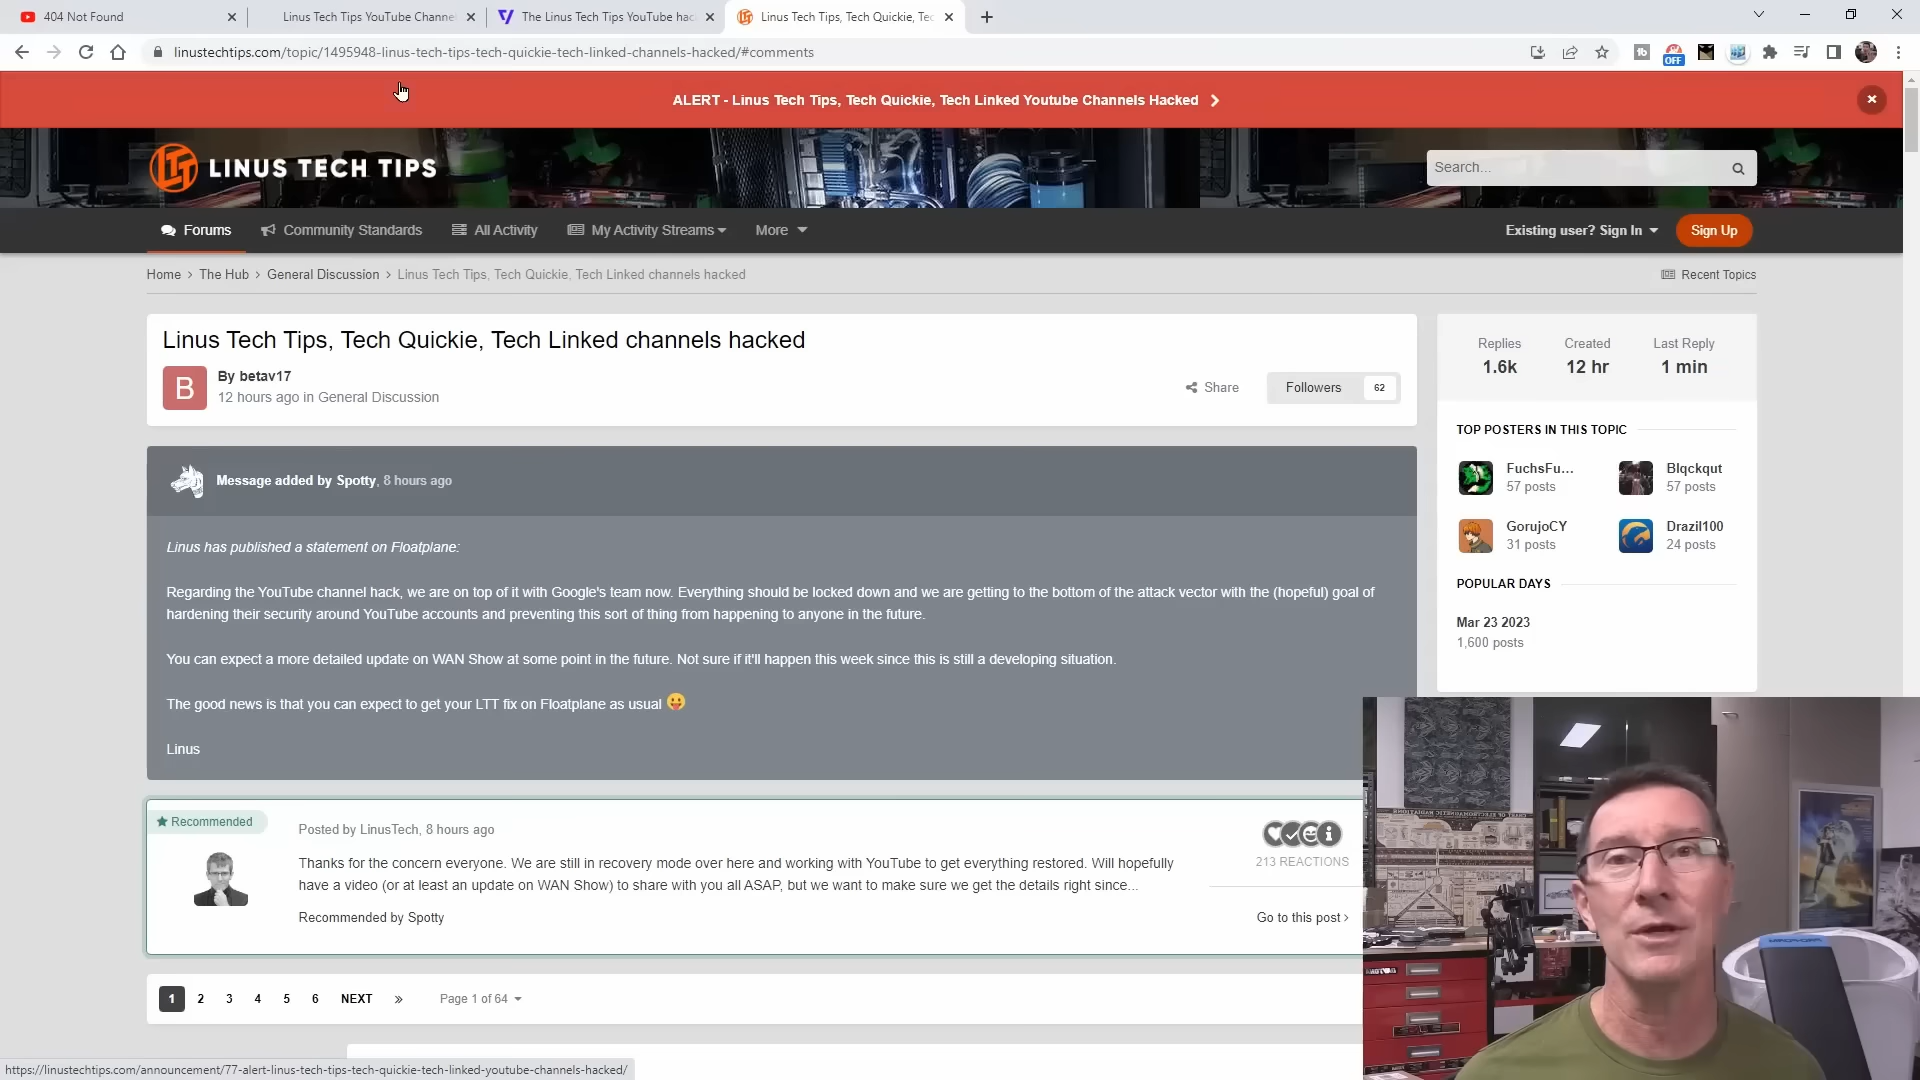 404 Not Found
Linus Tech Tips YouTube Channel
The Linus Tech Tips YouTube hac
Linus Tech Tips, Tech Quickie, Tec
linustechtips.com/topic/1495948-linus-tech-tips-tech-quickie-tech-linked-channels-hacked/#comments
OFF
ALERT - Linus Tech Tips, Tech Quickie, Tech Linked Youtube Channels Hacked
LINUS TECH TIPS
Search...
Forums
Community Standards
All Activity
My Activity Streams
More
Existing user? Sign In
Sign Up
Home > The Hub > General Discussion > Linus Tech Tips, Tech Quickie, Tech Linked channels hacked
Recent Topics
Linus Tech Tips, Tech Quickie, Tech Linked channels hacked
B
By betav17
12 hours ago in General Discussion
Share
Followers 62
Replies
1.6k
Created
12 hr
Last Reply
1 min
TOP POSTERS IN THIS TOPIC
FuchsFu...
57 posts
Blqckqut
57 posts
GorujoCY
31 posts
Drazil100
24 posts
POPULAR DAYS
Mar 23 2023
1,600 posts
Message added by Spotty, 8 hours ago
Linus has published a statement on Floatplane:
Regarding the YouTube channel hack, we are on top of it with Google's team now. Everything should be locked down and we are getting to the bottom of the attack vector with the (hopeful) goal of
hardening their security around YouTube accounts and preventing this sort of thing from happening to anyone in the future.
You can expect a more detailed update on WAN Show at some point in the future. Not sure if it'll happen this week since this is still a developing situation.
The good news is that you can expect to get your LTT fix on Floatplane as usual 😛
Linus
Recommended
Posted by LinusTech, 8 hours ago
Thanks for the concern everyone. We are still in recovery mode over here and working with YouTube to get everything restored. Will hopefully
have a video (or at least an update on WAN Show) to share with you all ASAP, but we want to make sure we get the details right since...
Recommended by Spotty
213 REACTIONS
Go to this post ›
1 2 3 4 5 6 NEXT » Page 1 of 64
https://linustechtips.com/announcement/77-alert-linus-tech-tips-tech-quickie-tech-linked-youtube-channels-hacked/